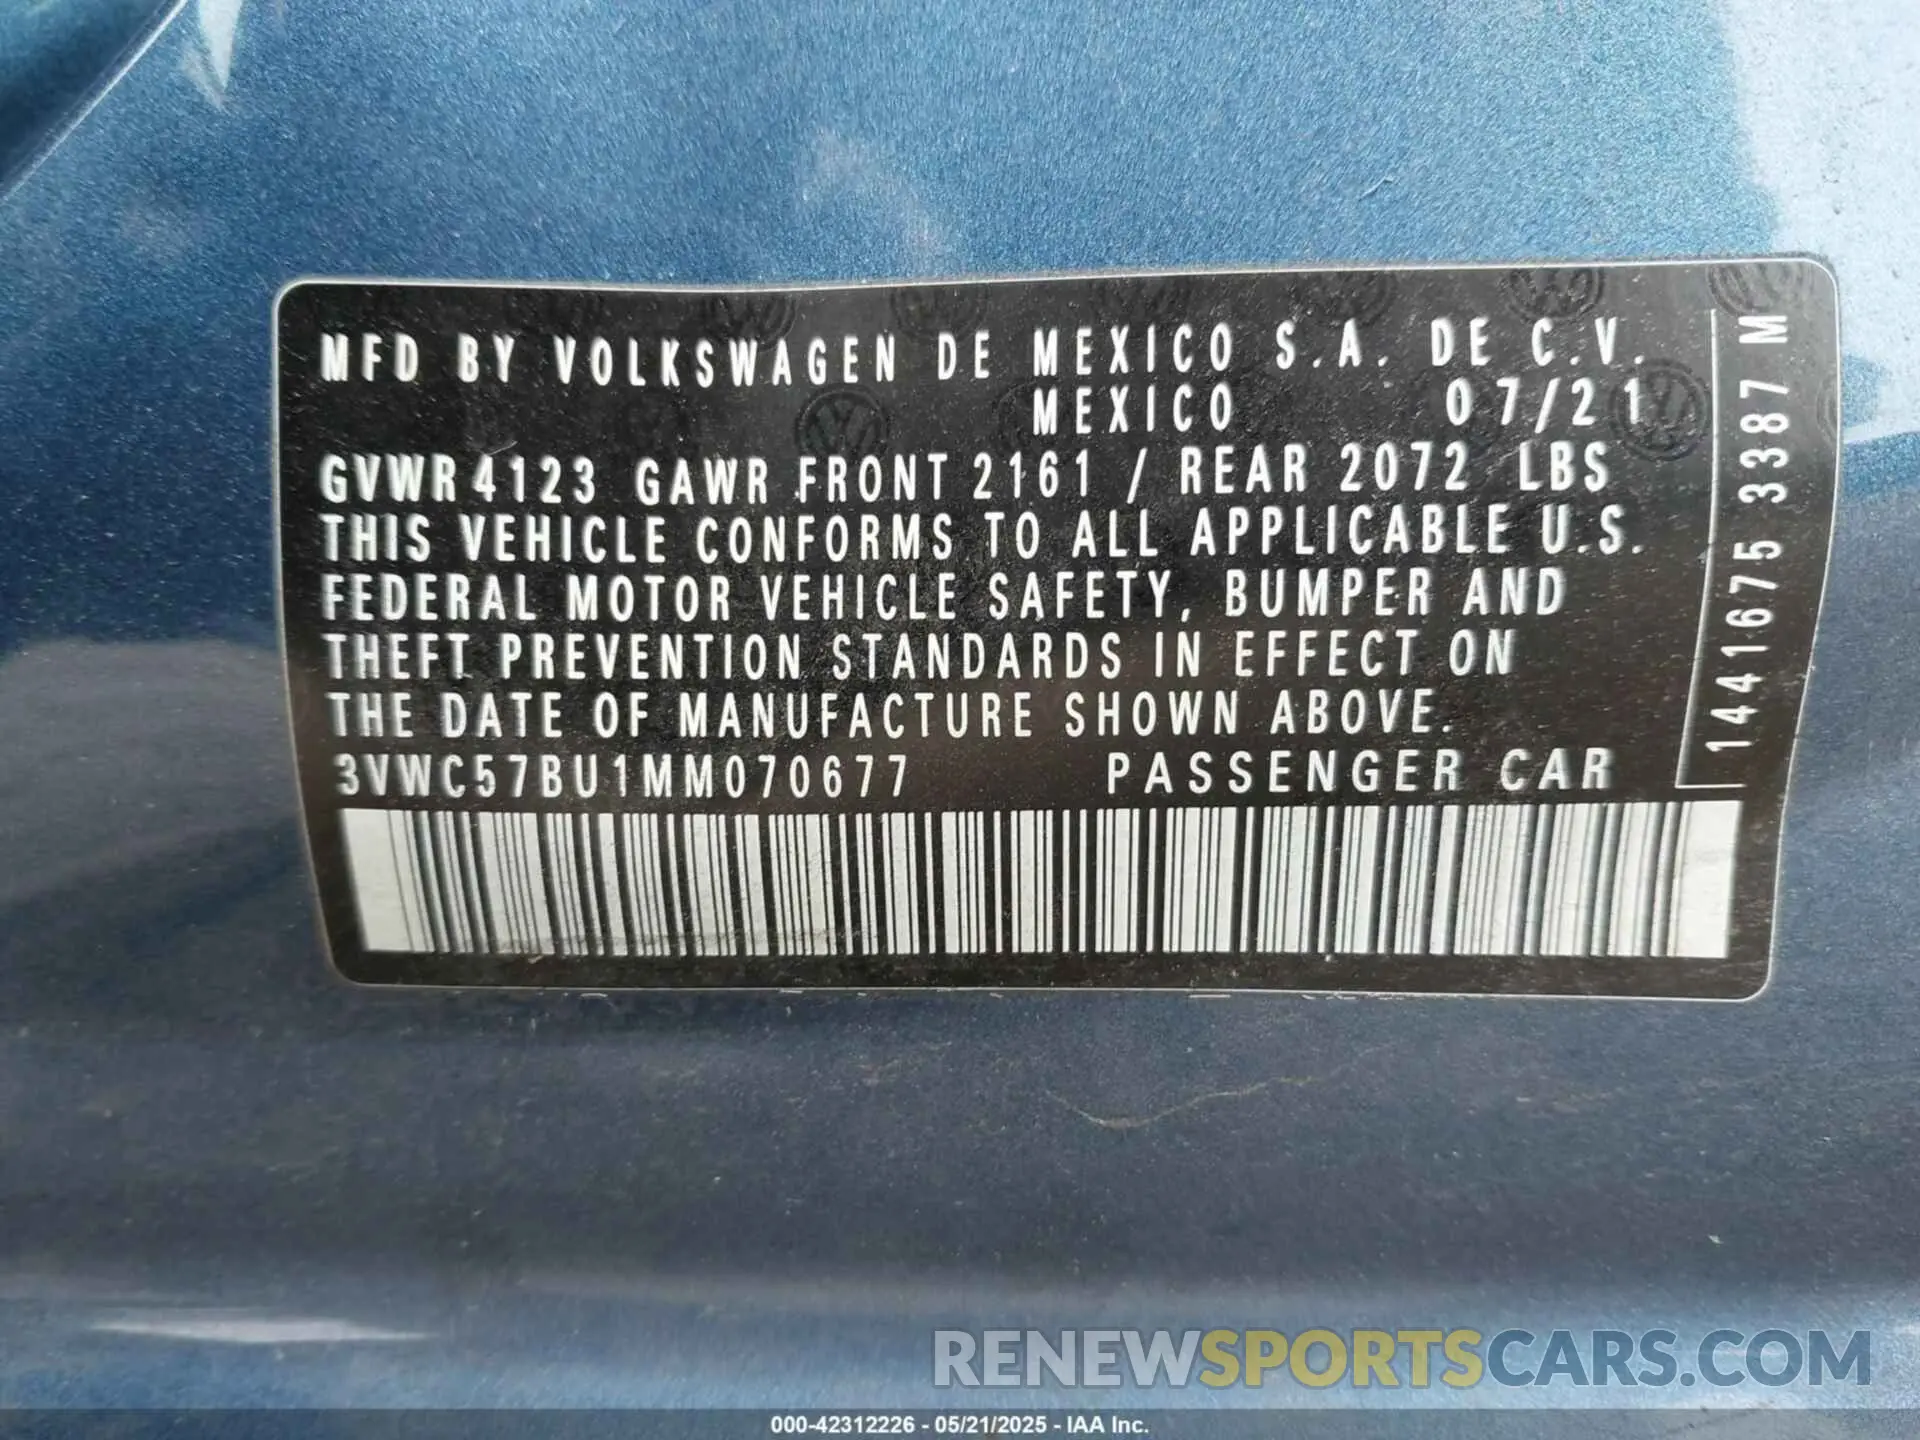 MFD BY VOLKSWAGEN DE MEXICO S.A. DE C.V.
MEXICO 07/21
GVWR 4123 GAWR FRONT 2161 / REAR 2072 LBS
THIS VEHICLE CONFORMS TO ALL APPLICABLE U.S.
FEDERAL MOTOR VEHICLE SAFETY, BUMPER AND
THEFT PREVENTION STANDARDS IN EFFECT ON
THE DATE OF MANUFACTURE SHOWN ABOVE.
3VWC57BU1MM070677 PASSENGER CAR
1441675 3387 M
RENEWSPORTSCARS.COM
000-42312226 - 05/21/2025 - IAA Inc.